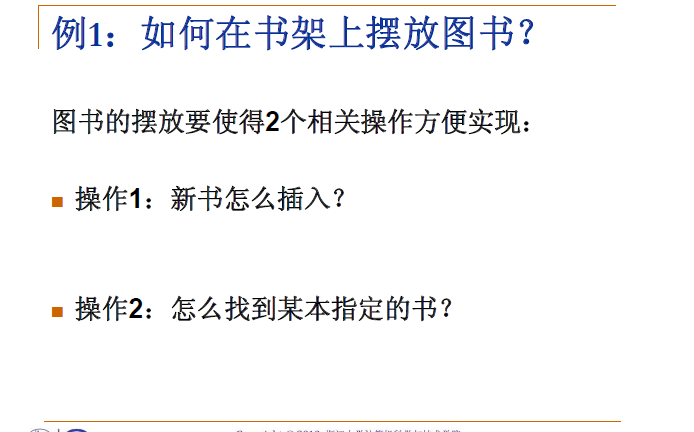 例1：如何在书架上摆放图书？
图书的摆放要使得2个相关操作方便实现：
操作1：新书怎么插入？
操作2：怎么找到某本指定的书？